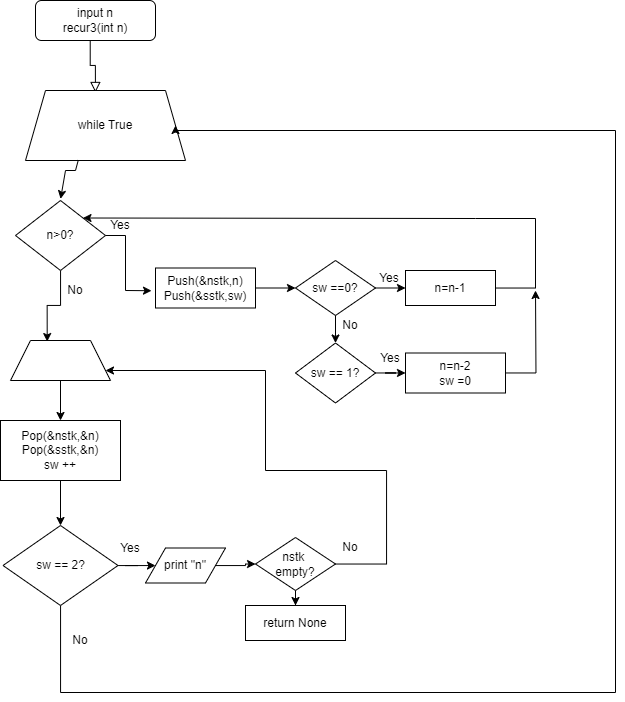 input n
recur3(int n)
while True
n>0?
Yes
Push(&nstk,n)
Push(&sstk,sw)
sw ==0?
Yes
n=n-1
No
No
sw == 1?
Yes
n=n-2
sw =0
Pop(&nstk,&n)
Pop(&sstk,&n)
sw ++
sw == 2?
Yes
print "n"
nstk
empty?
No
return None
No